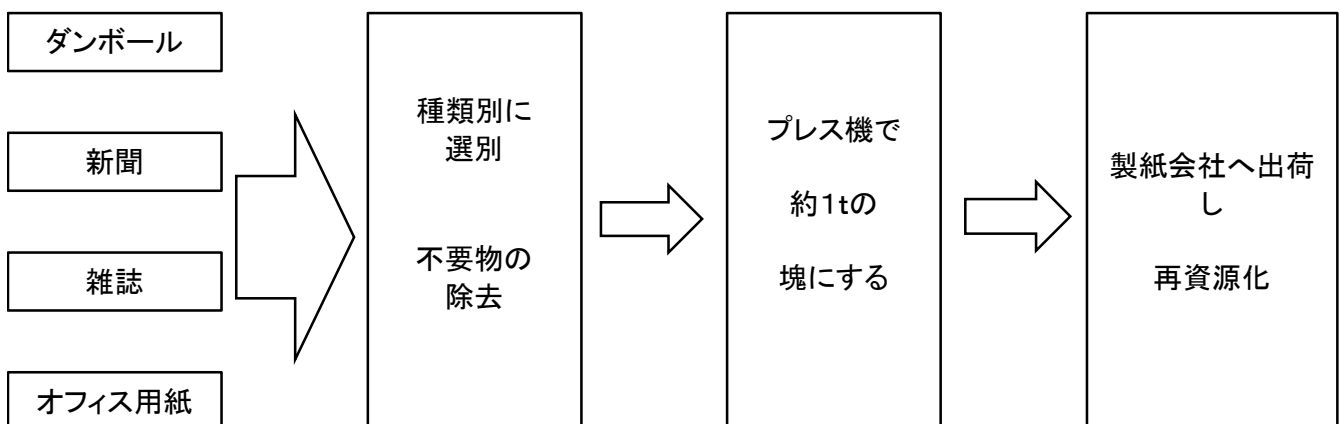 ダンボール
新聞
雑誌
オフィス用紙
種類別に
選別
不要物の
除去
プレス機で
約1tの
塊にする
製紙会社へ出荷
し
再資源化